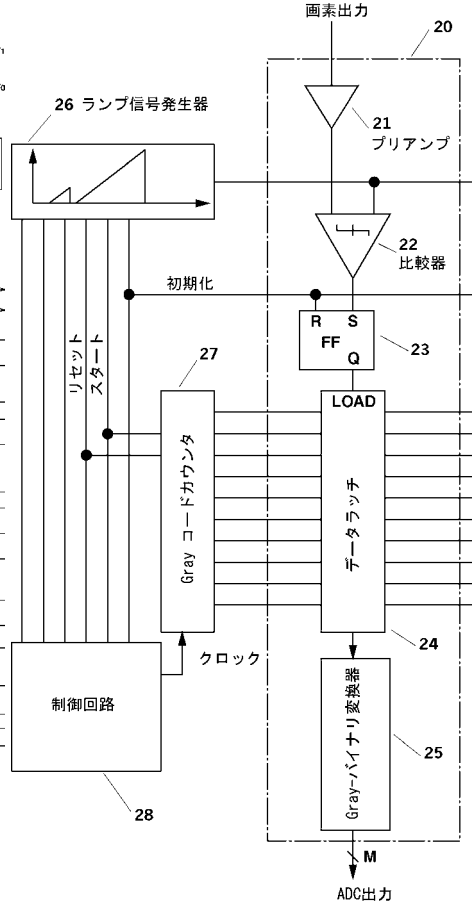 画素出力
20
26 ランプ信号発生器
21
プリアンプ
22
比較器
初期化
R S
FF
Q
23
リセット
スタート
27
LOAD
Gray コードカウンタ
データラッチ
クロック
24
制御回路
Gray-バイナリ変換器
25
28
M
ADC出力